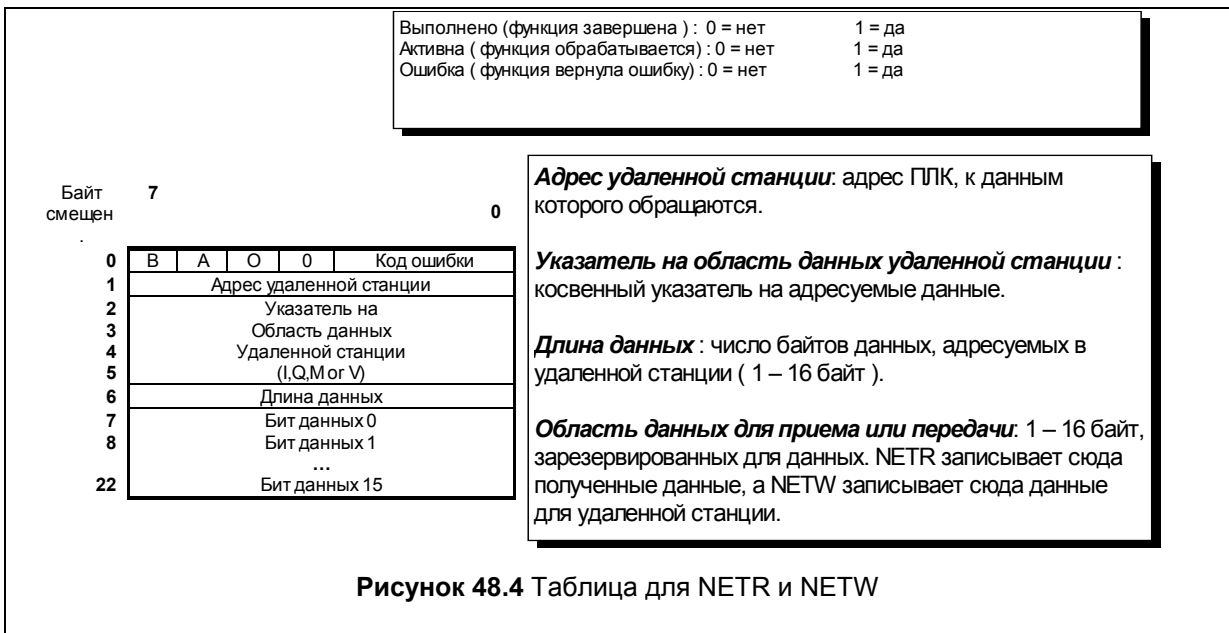 Выполнено (функция завершена ) :  0 = нет 1 = да
Активна ( функция обрабатывается) : 0 = нет 1 = да
Ошибка ( функция вернула ошибку) : 0 = нет 1 = да
Байт 7
смещен 0
.
0 В А О 0 Код ошибки
1 Адрес удаленной станции
2 Указатель на
3 Область данных
4 Удаленной станции
5 (I,Q,M or V)
6 Длина данных
7 Бит данных 0
8 Бит данных 1
...
22 Бит данных 15
Адрес удаленной станции: адрес ПЛК, к данным
которого обращаются.
Указатель на область данных удаленной станции :
косвенный указатель на адресуемые данные.
Длина данных : число байтов данных, адресуемых в
удаленной станции ( 1 – 16 байт ).
Область данных для приема или передачи: 1 – 16 байт,
зарезервированных для данных. NETR записывает сюда
полученные данные, а NETW записывает сюда данные
для удаленной станции.
Рисунок 48.4 Таблица для NETR и NETW